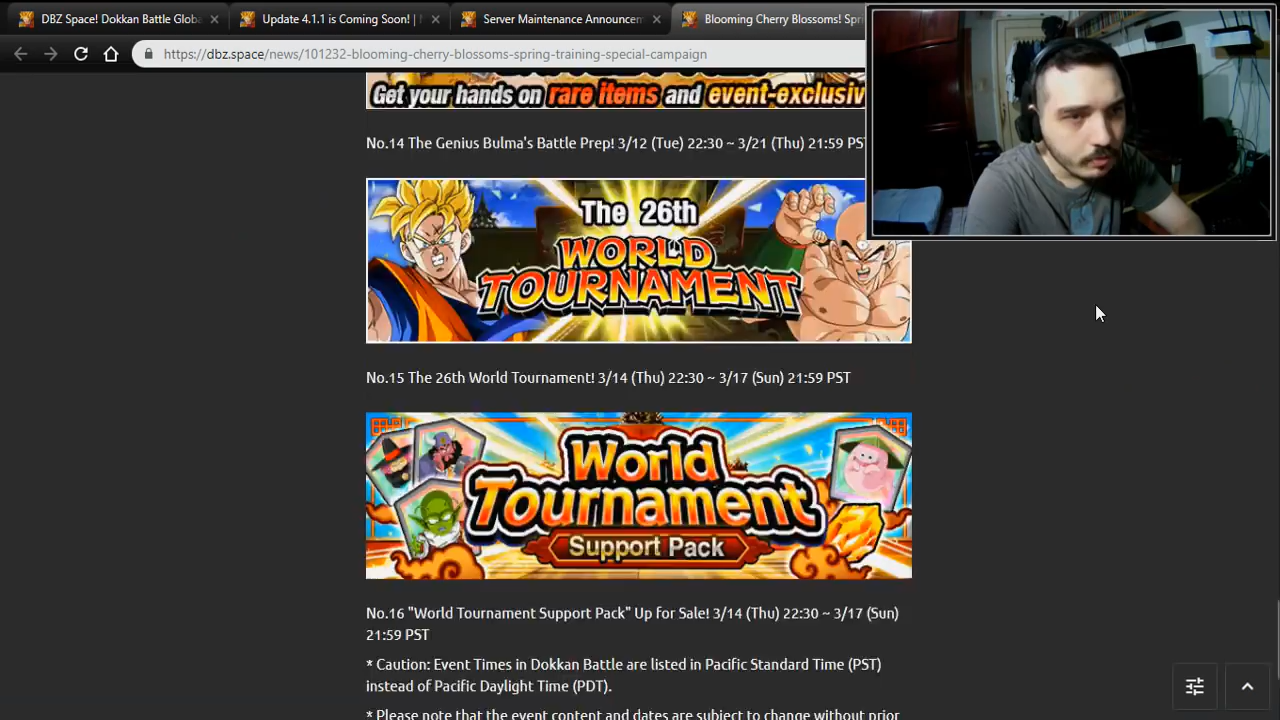 DBZ Space! Dokkan Battle Globa
Update 4.1.1 is Coming Soon! |
Server Maintenance Announcem
Blooming Cherry Blossoms! Spri
https://dbz.space/news/101232-blooming-cherry-blossoms-spring-training-special-campaign
Get your hands on rare items and event-exclusiv
No.14 The Genius Bulma's Battle Prep! 3/12 (Tue) 22:30 ~ 3/21 (Thu) 21:59 PST
The 26th
WORLD
TOURNAMENT
No.15 The 26th World Tournament! 3/14 (Thu) 22:30 ~ 3/17 (Sun) 21:59 PST
World
Tournament
Support Pack
No.16 "World Tournament Support Pack" Up for Sale! 3/14 (Thu) 22:30 ~ 3/17 (Sun)
21:59 PST
* Caution: Event Times in Dokkan Battle are listed in Pacific Standard Time (PST)
instead of Pacific Daylight Time (PDT).
* Please note that the event content and dates are subject to change without prior